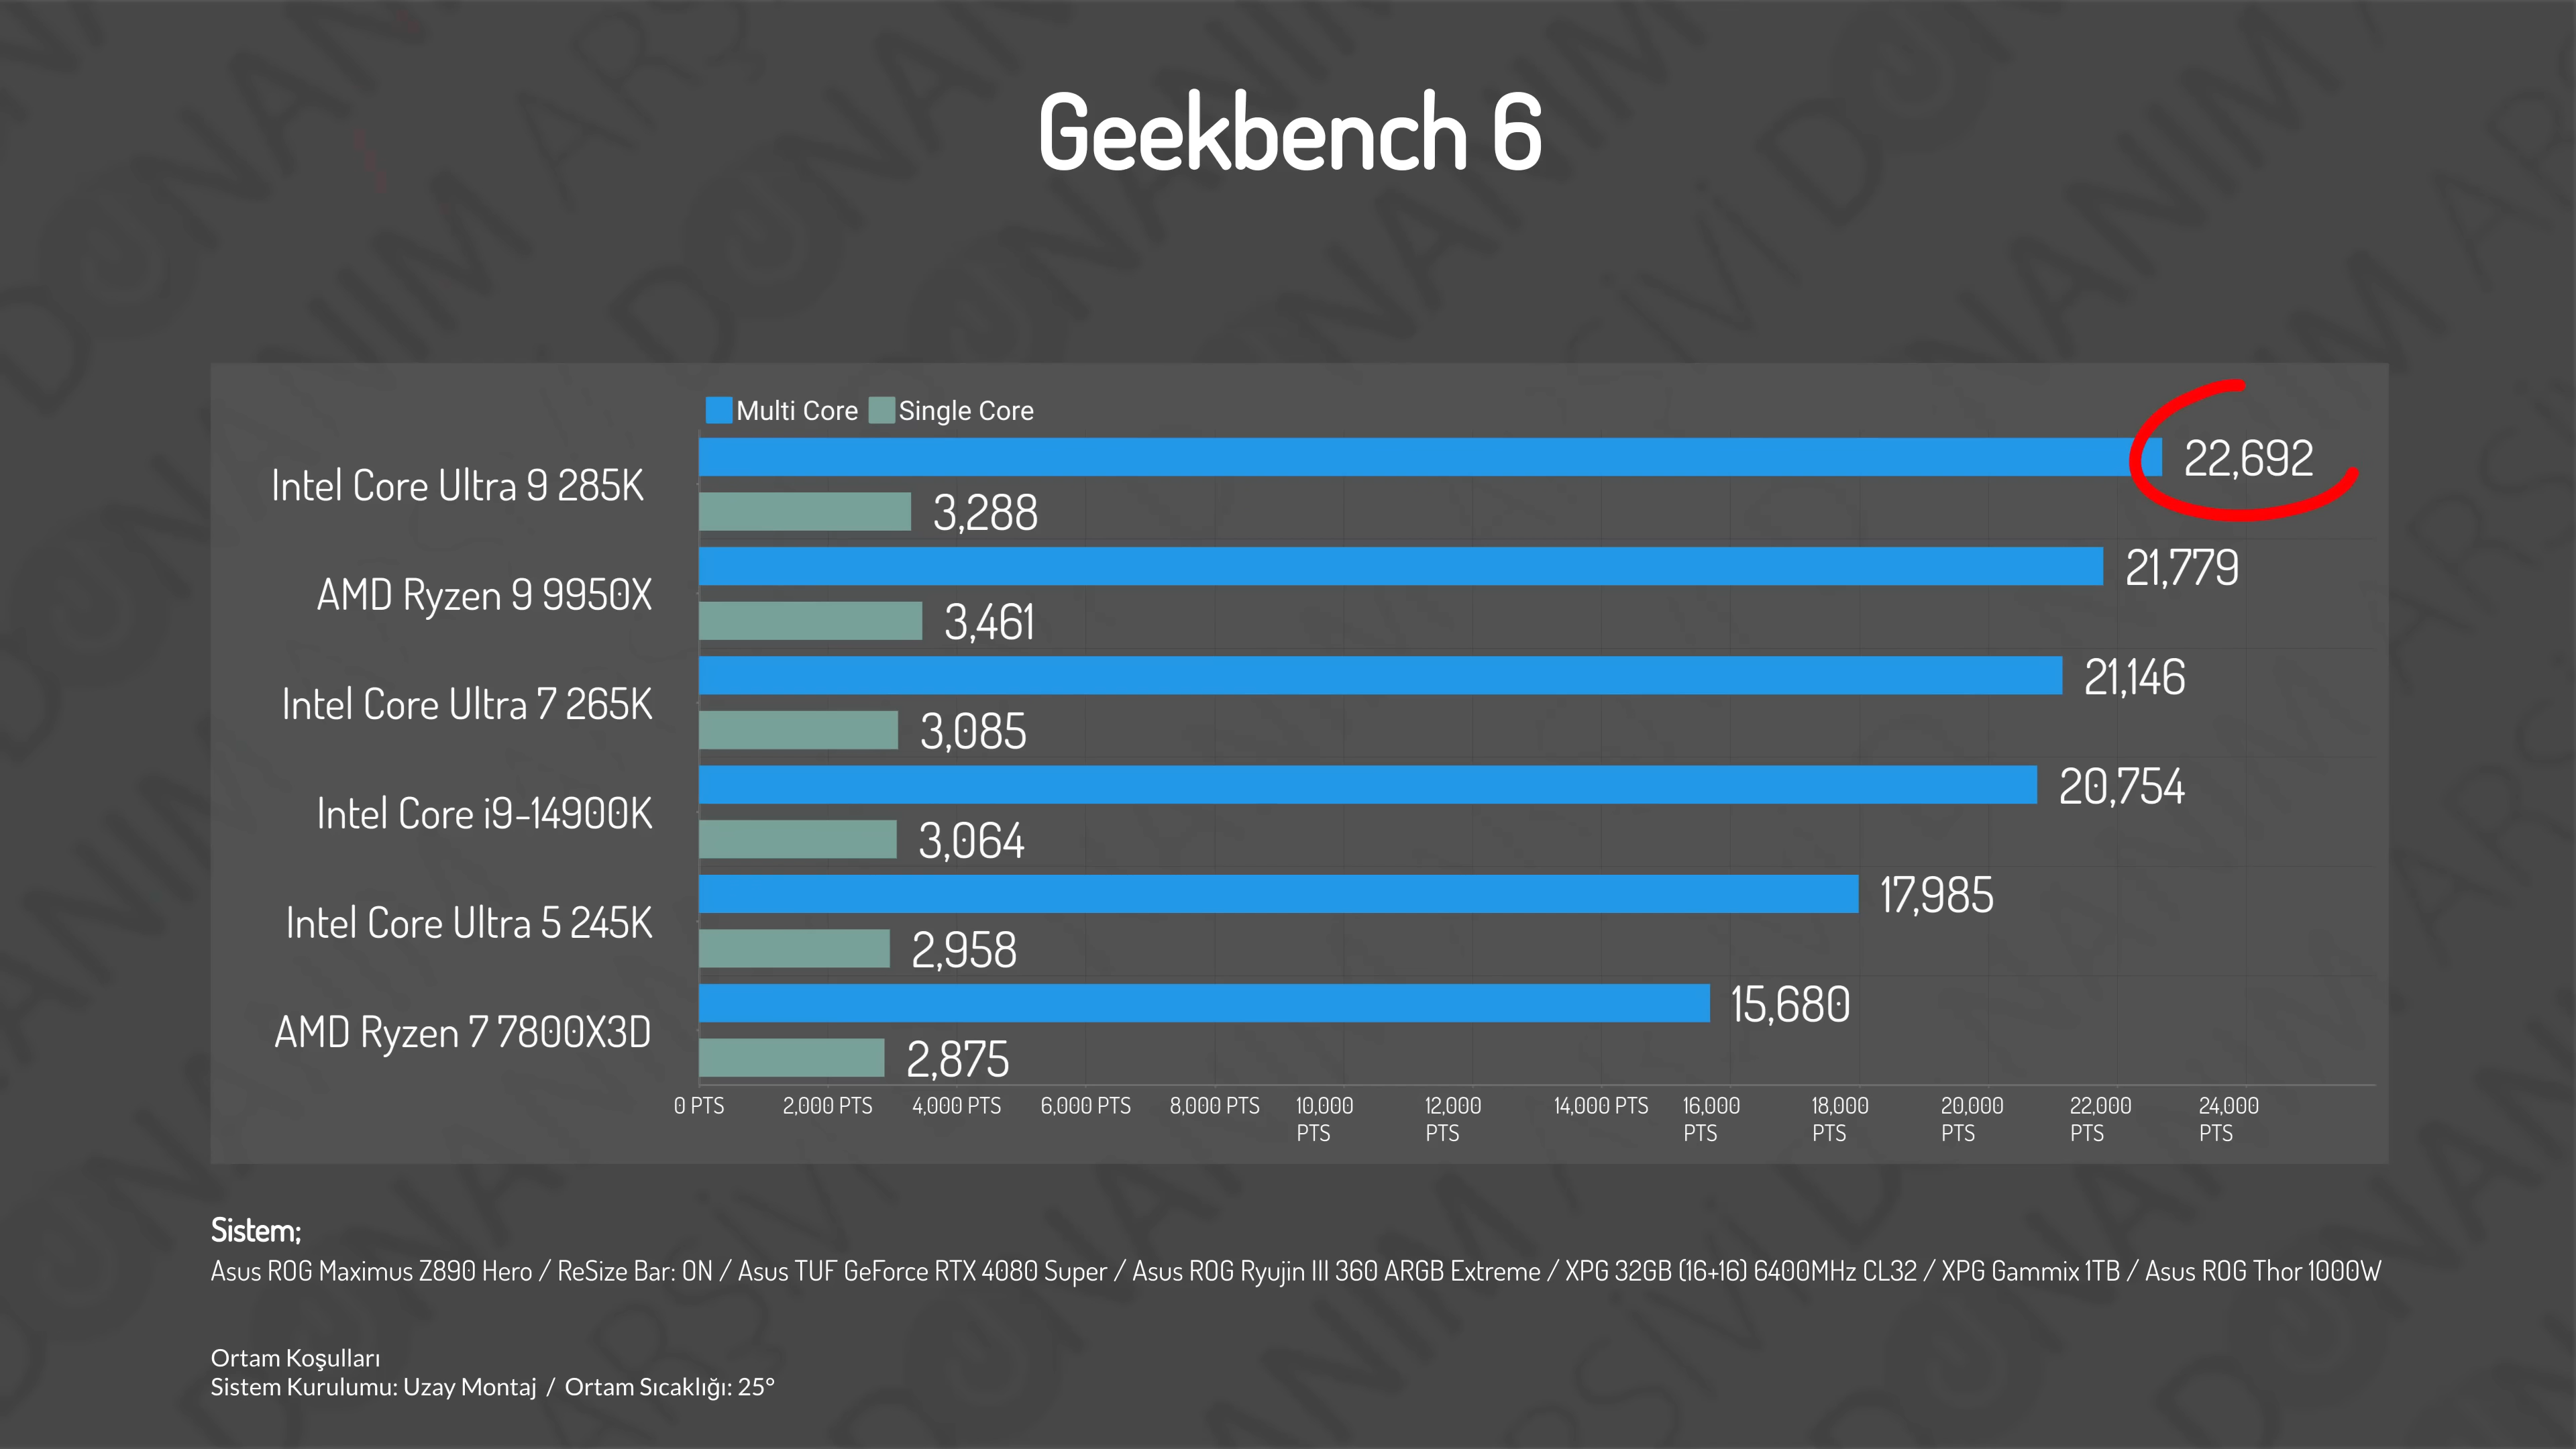 Geekbench 6
Multi Core Single Core
Intel Core Ultra 9 285K
22,692
3,288
AMD Ryzen 9 9950X
21,779
3,461
Intel Core Ultra 7 265K
21,146
3,085
Intel Core i9-14900K
20,754
3,064
Intel Core Ultra 5 245K
17,985
2,958
AMD Ryzen 7 7800X3D
15,680
2,875
0 PTS 2,000 PTS 4,000 PTS 6,000 PTS 8,000 PTS 10,000 PTS 12,000 PTS 14,000 PTS 16,000 PTS 18,000 PTS 20,000 PTS 22,000 PTS 24,000 PTS
Sistem;
Asus ROG Maximus Z890 Hero / ReSize Bar: ON / Asus TUF GeForce RTX 4080 Super / Asus ROG Ryujin III 360 ARGB Extreme / XPG 32GB (16+16) 6400MHz CL32 / XPG Gammix 1TB / Asus ROG Thor 1000W
Ortam Koşulları
Sistem Kurulumu: Uzay Montaj / Ortam Sıcaklığı: 25°
DONANIM ARŞİVİ